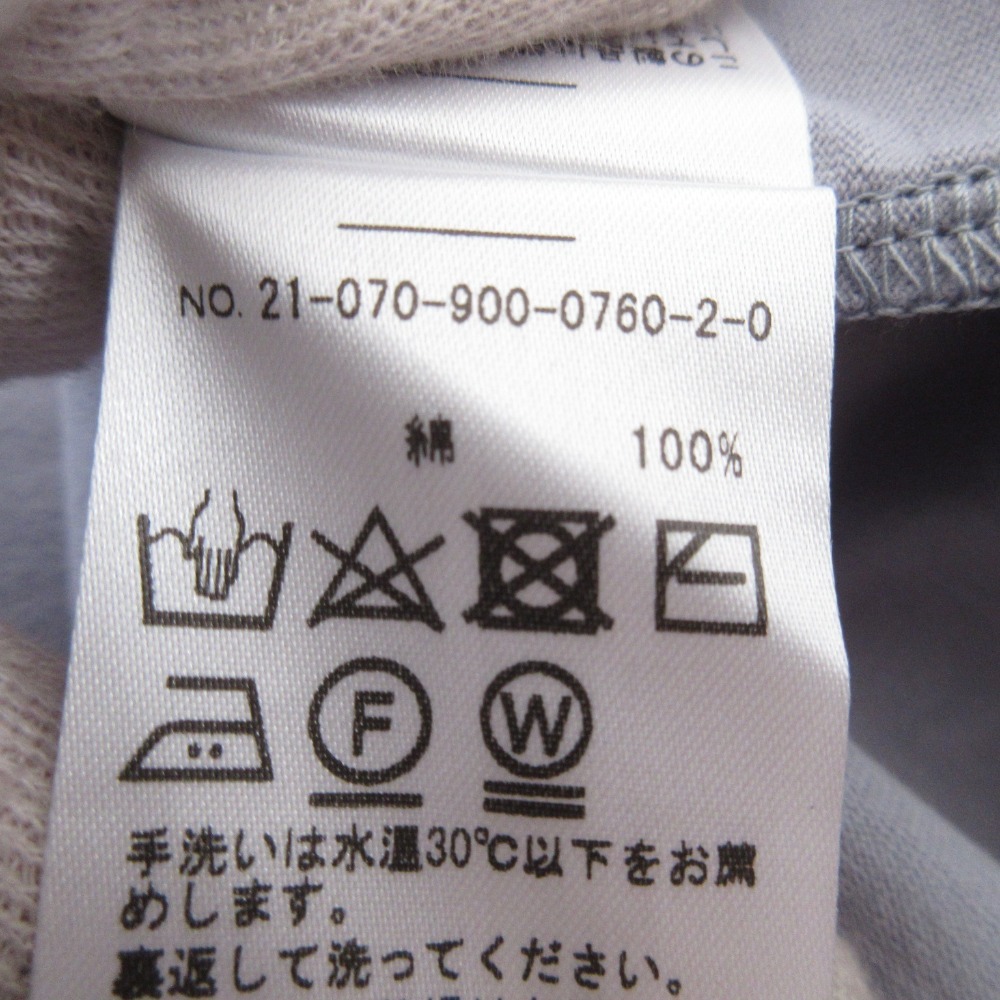 NO. 21-070-900-0760-2-0
綿 100%
F W
手洗いは水温30℃以下をお薦
めします。
裏返して洗ってください。